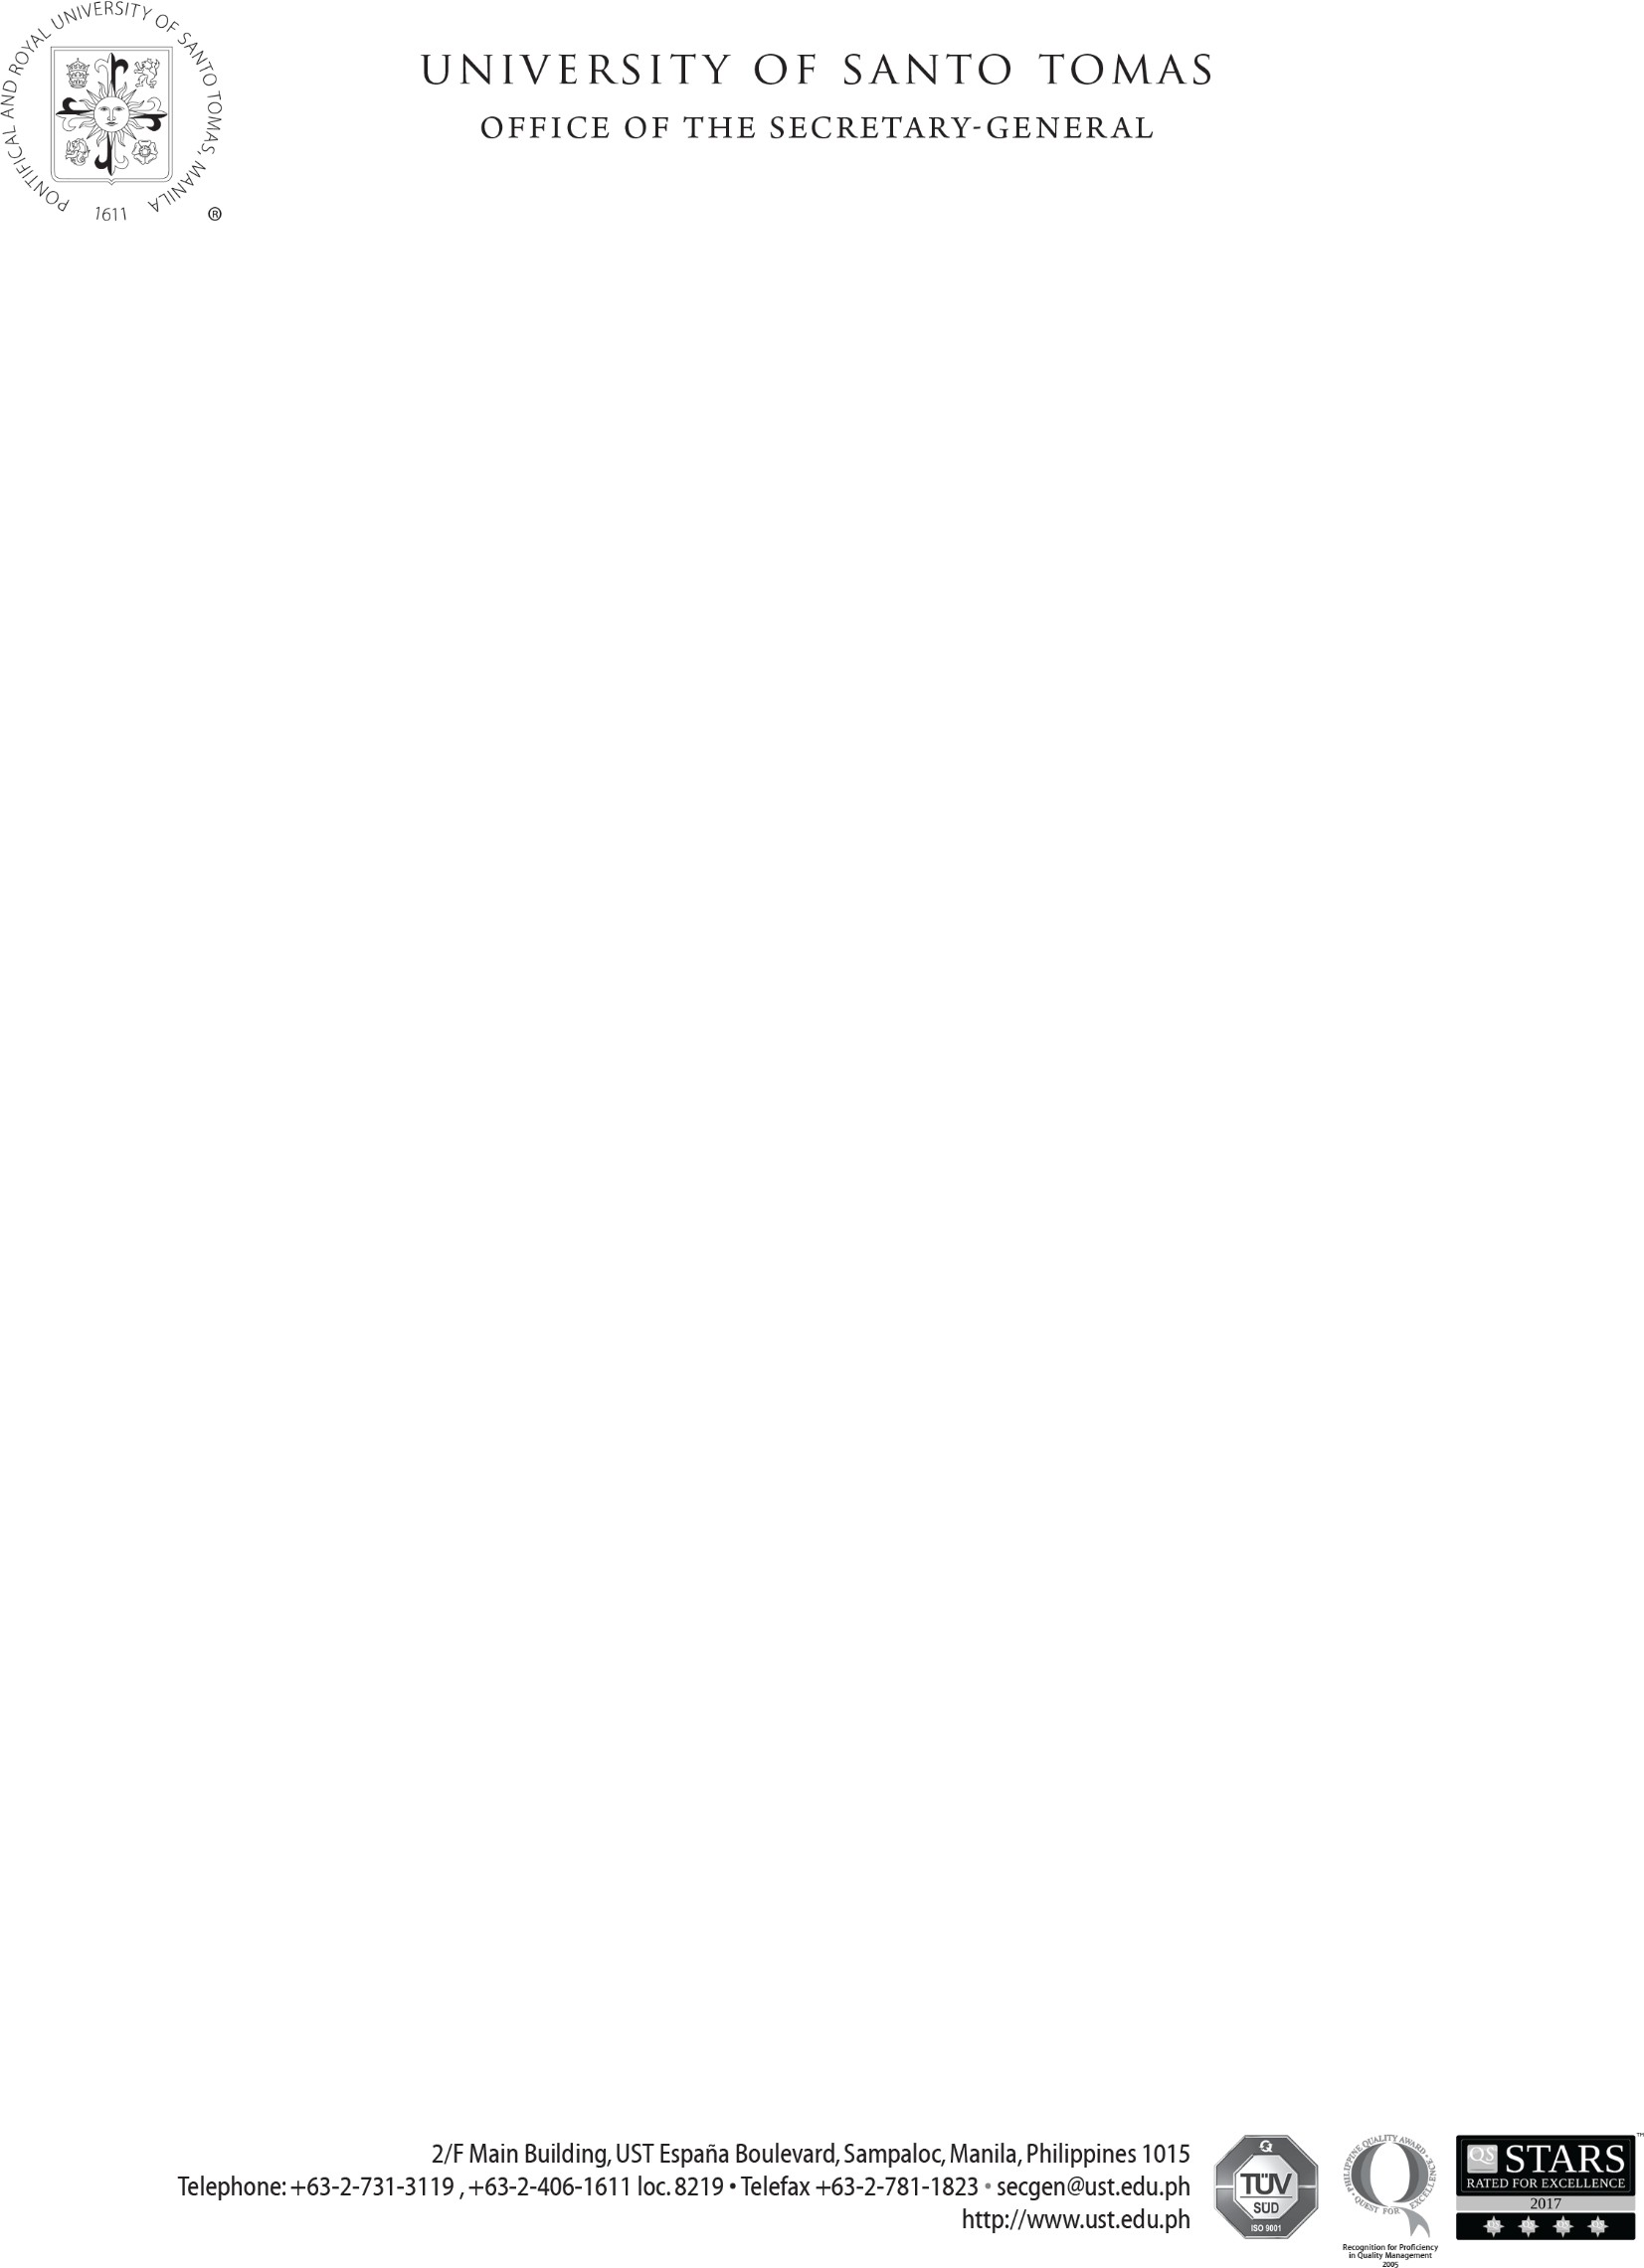 PONTIFICAL AND ROYAL UNIVERSITY OF SANTO TOMAS, MANILA
1611
®
UNIVERSITY OF SANTO TOMAS
OFFICE OF THE SECRETARY-GENERAL
2/F Main Building, UST España Boulevard, Sampaloc, Manila, Philippines 1015
Telephone: +63-2-731-3119 , +63-2-406-1611 loc. 8219 • Telefax +63-2-781-1823 • secgen@ust.edu.ph
http://www.ust.edu.ph
Q
TÜV
SÜD
ISO 9001
PHILIPPINE QUALITY AWARD • QUEST FOR EXCELLENCE •
Recognition for Proficiency
in Quality Management
2005
QS STARS™
RATED FOR EXCELLENCE
2017